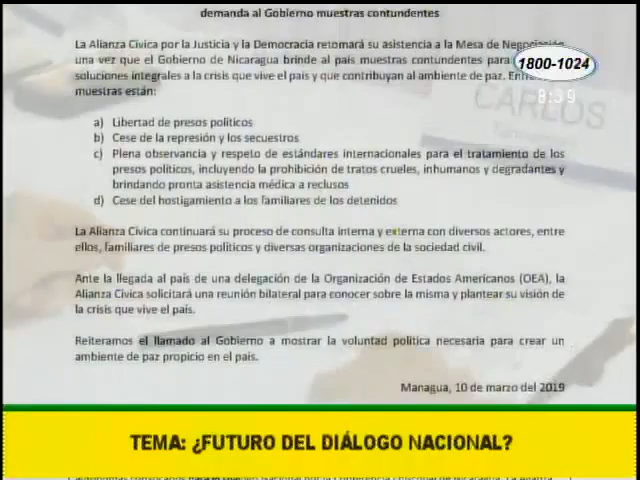 demanda al Gobierno muestras contundentes
La Alianza Cívica por la Justicia y la Democracia retomará su asistencia a la Mesa de Negociación
una vez que el Gobierno de Nicaragua brinde al país muestras contundentes para
1800-1024
soluciones integrales a la crisis que vive el país y que contribuyan al ambiente de paz.
muestras están:
8:39
CARLOS
a) Libertad de presos políticos
b) Cese de la represión y los secuestros
c) Plena observancia y respeto de estándares internacionales para el tratamiento de los
presos políticos, incluyendo la prohibición de tratos crueles, inhumanos y degradantes y
brindando pronta asistencia médica a reclusos
d) Cese del hostigamiento a los familiares de los detenidos
La Alianza Cívica continuará su proceso de consulta interna y externa con diversos actores, entre
ellos, familiares de presos políticos y diversas organizaciones de la sociedad civil.
Ante la llegada al país de una delegación de la Organización de Estados Americanos (OEA), la
Alianza Cívica solicitará una reunión bilateral para conocer sobre la misma y plantear su visión de
la crisis que vive el país.
Reiteramos el llamado al Gobierno a mostrar la voluntad política necesaria para crear un
ambiente de paz propicio en el país.
Managua, 10 de marzo del 2019
TEMA: ¿FUTURO DEL DIÁLOGO NACIONAL?